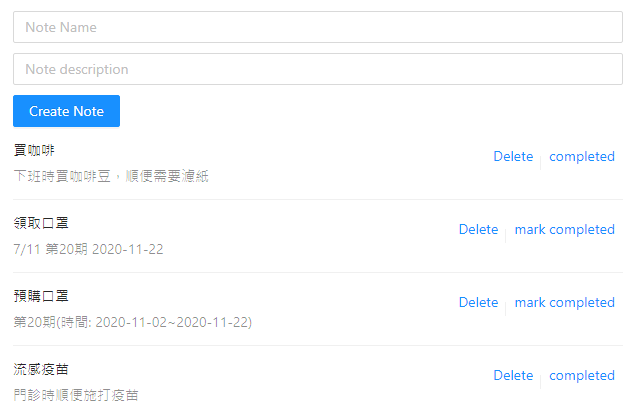 Note Name
Note description
Create Note
買咖啡
Delete completed
下班時買咖啡豆，順便需要濾紙
領取口罩
Delete mark completed
7/11 第20期 2020-11-22
預購口罩
Delete mark completed
第20期(時間: 2020-11-02~2020-11-22)
流感疫苗
Delete completed
門診時順便施打疫苗